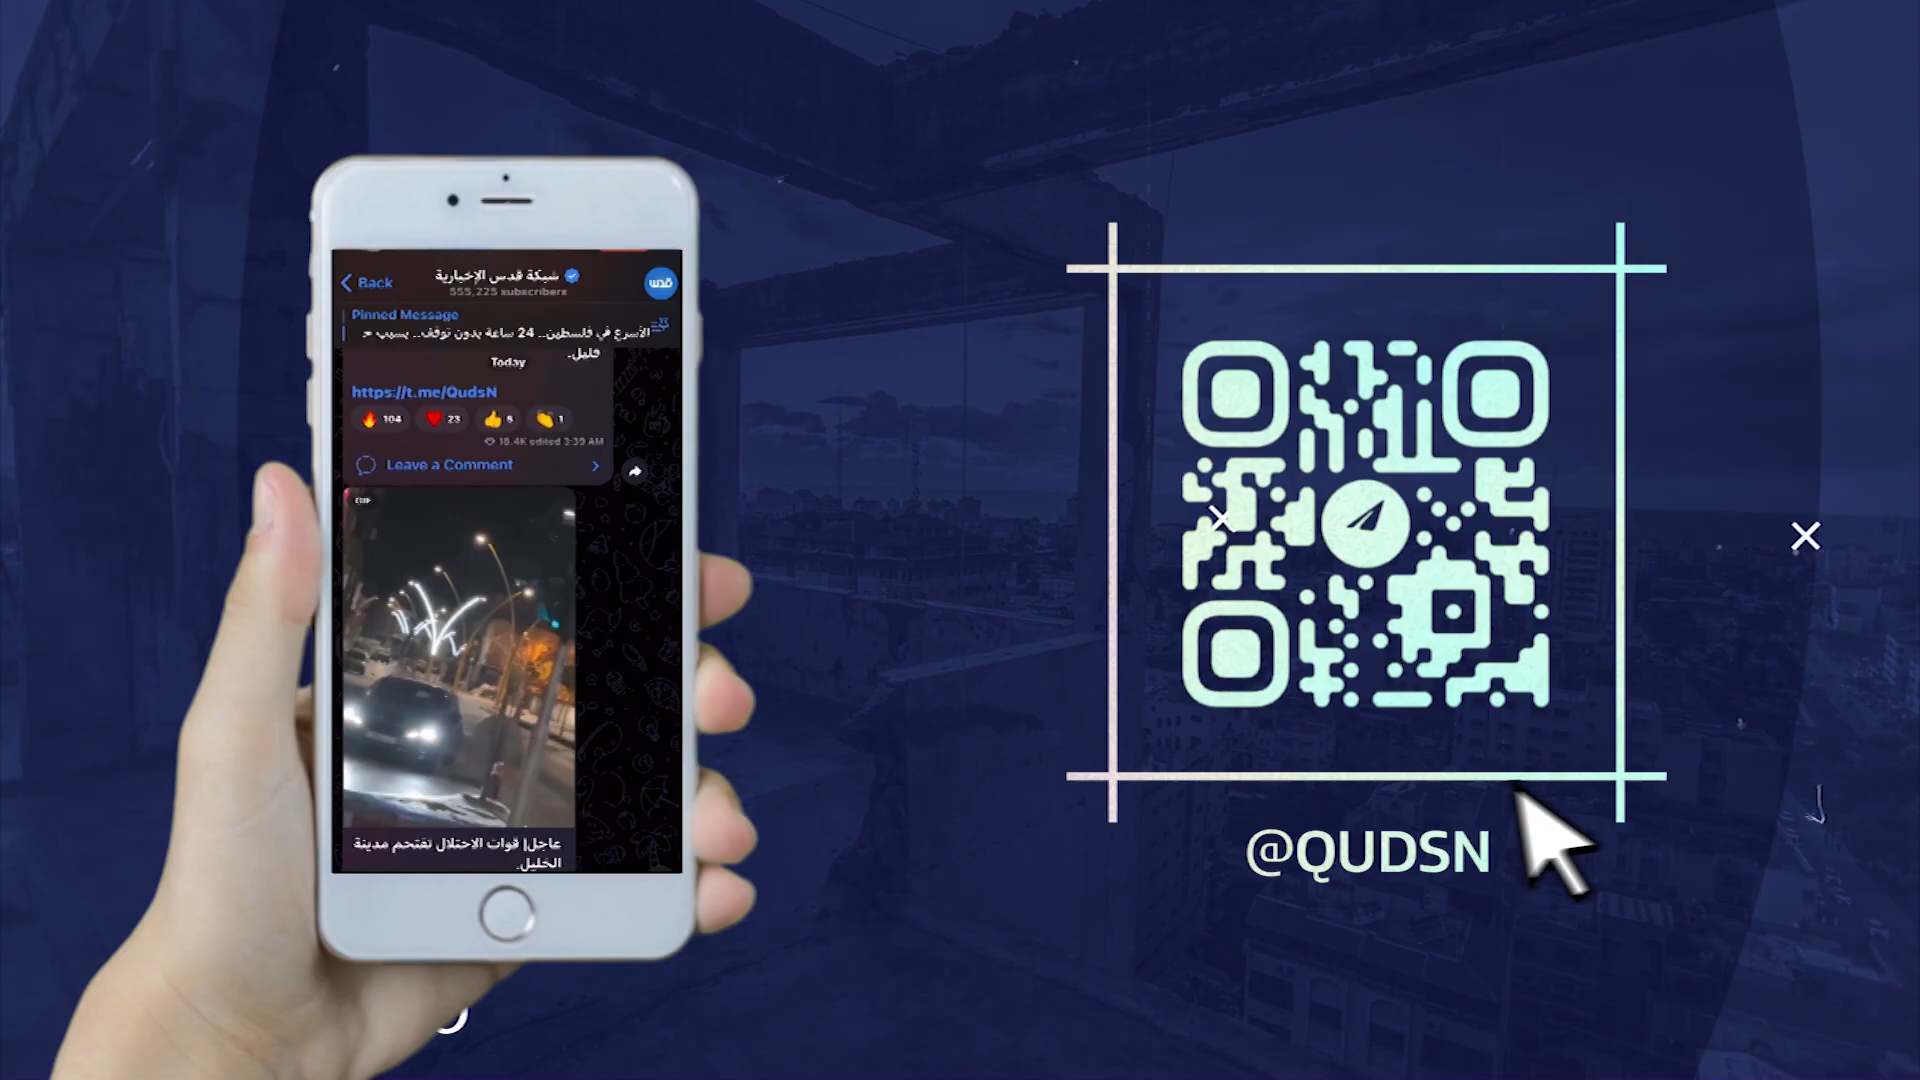 Back
شبكة قدس الإخبارية
555,225 subscribers
قدس
Pinned Message
الأسرع في فلسطين.. 24 ساعة بدون توقف.. بسبب حـ
قليل.
Today
https://t.me/QudsN
104 23 5 1
18.4K edited 3:39 AM
Leave a Comment
عاجل| قوات الاحتلال تقتحم مدينة
الخليل.
@QUDSN